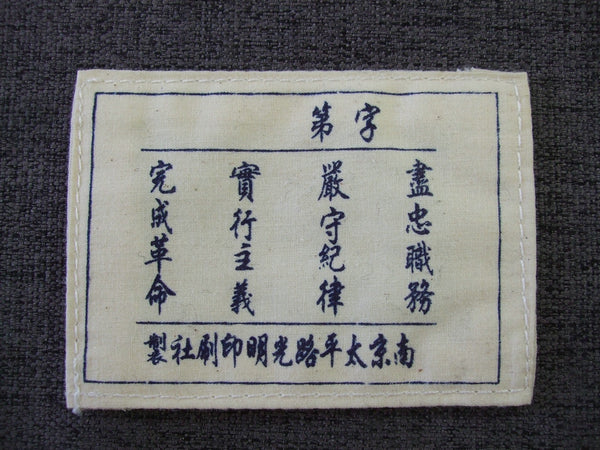 字第
盡忠職務
嚴守紀律
實行主義
完成革命
南京太平路光明印刷社製